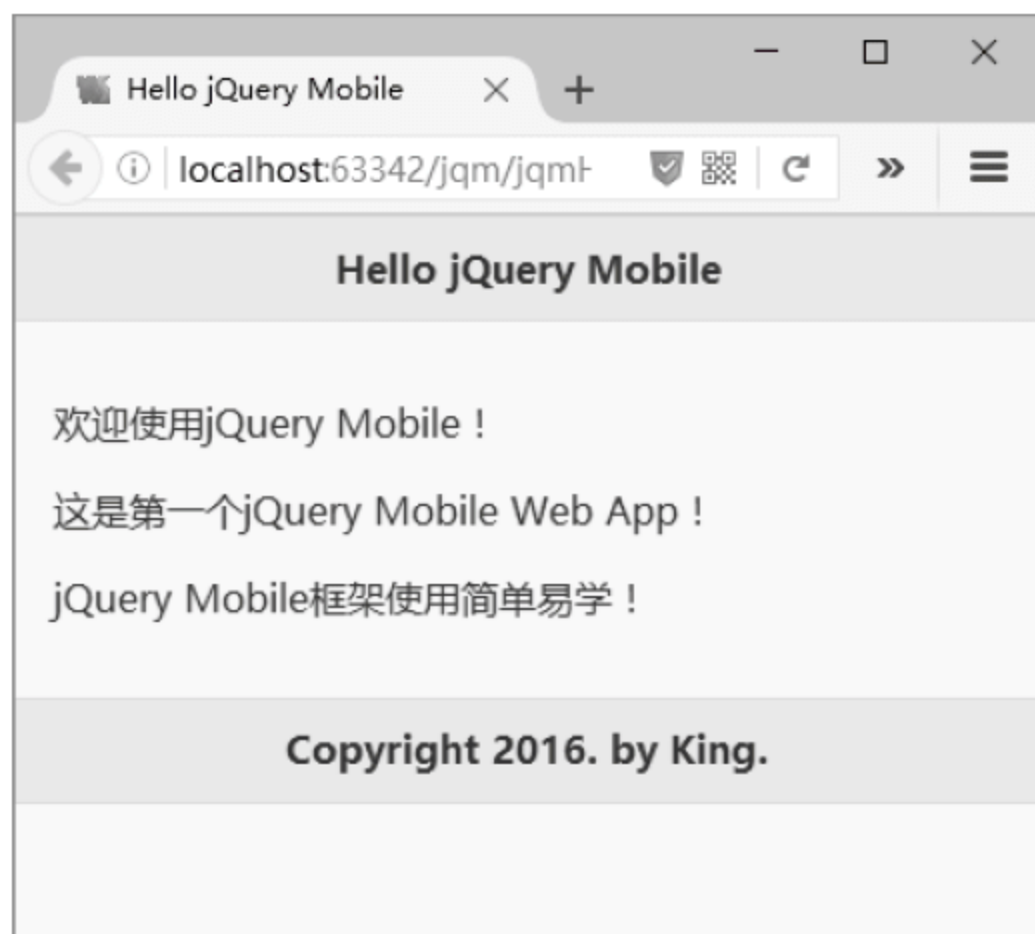 Hello jQuery Mobile
localhost:63342/jqm/jqm
Hello jQuery Mobile
欢迎使用jQuery Mobile！
这是第一个jQuery Mobile Web App！
jQuery Mobile框架使用简单易学！
Copyright 2016. by King.